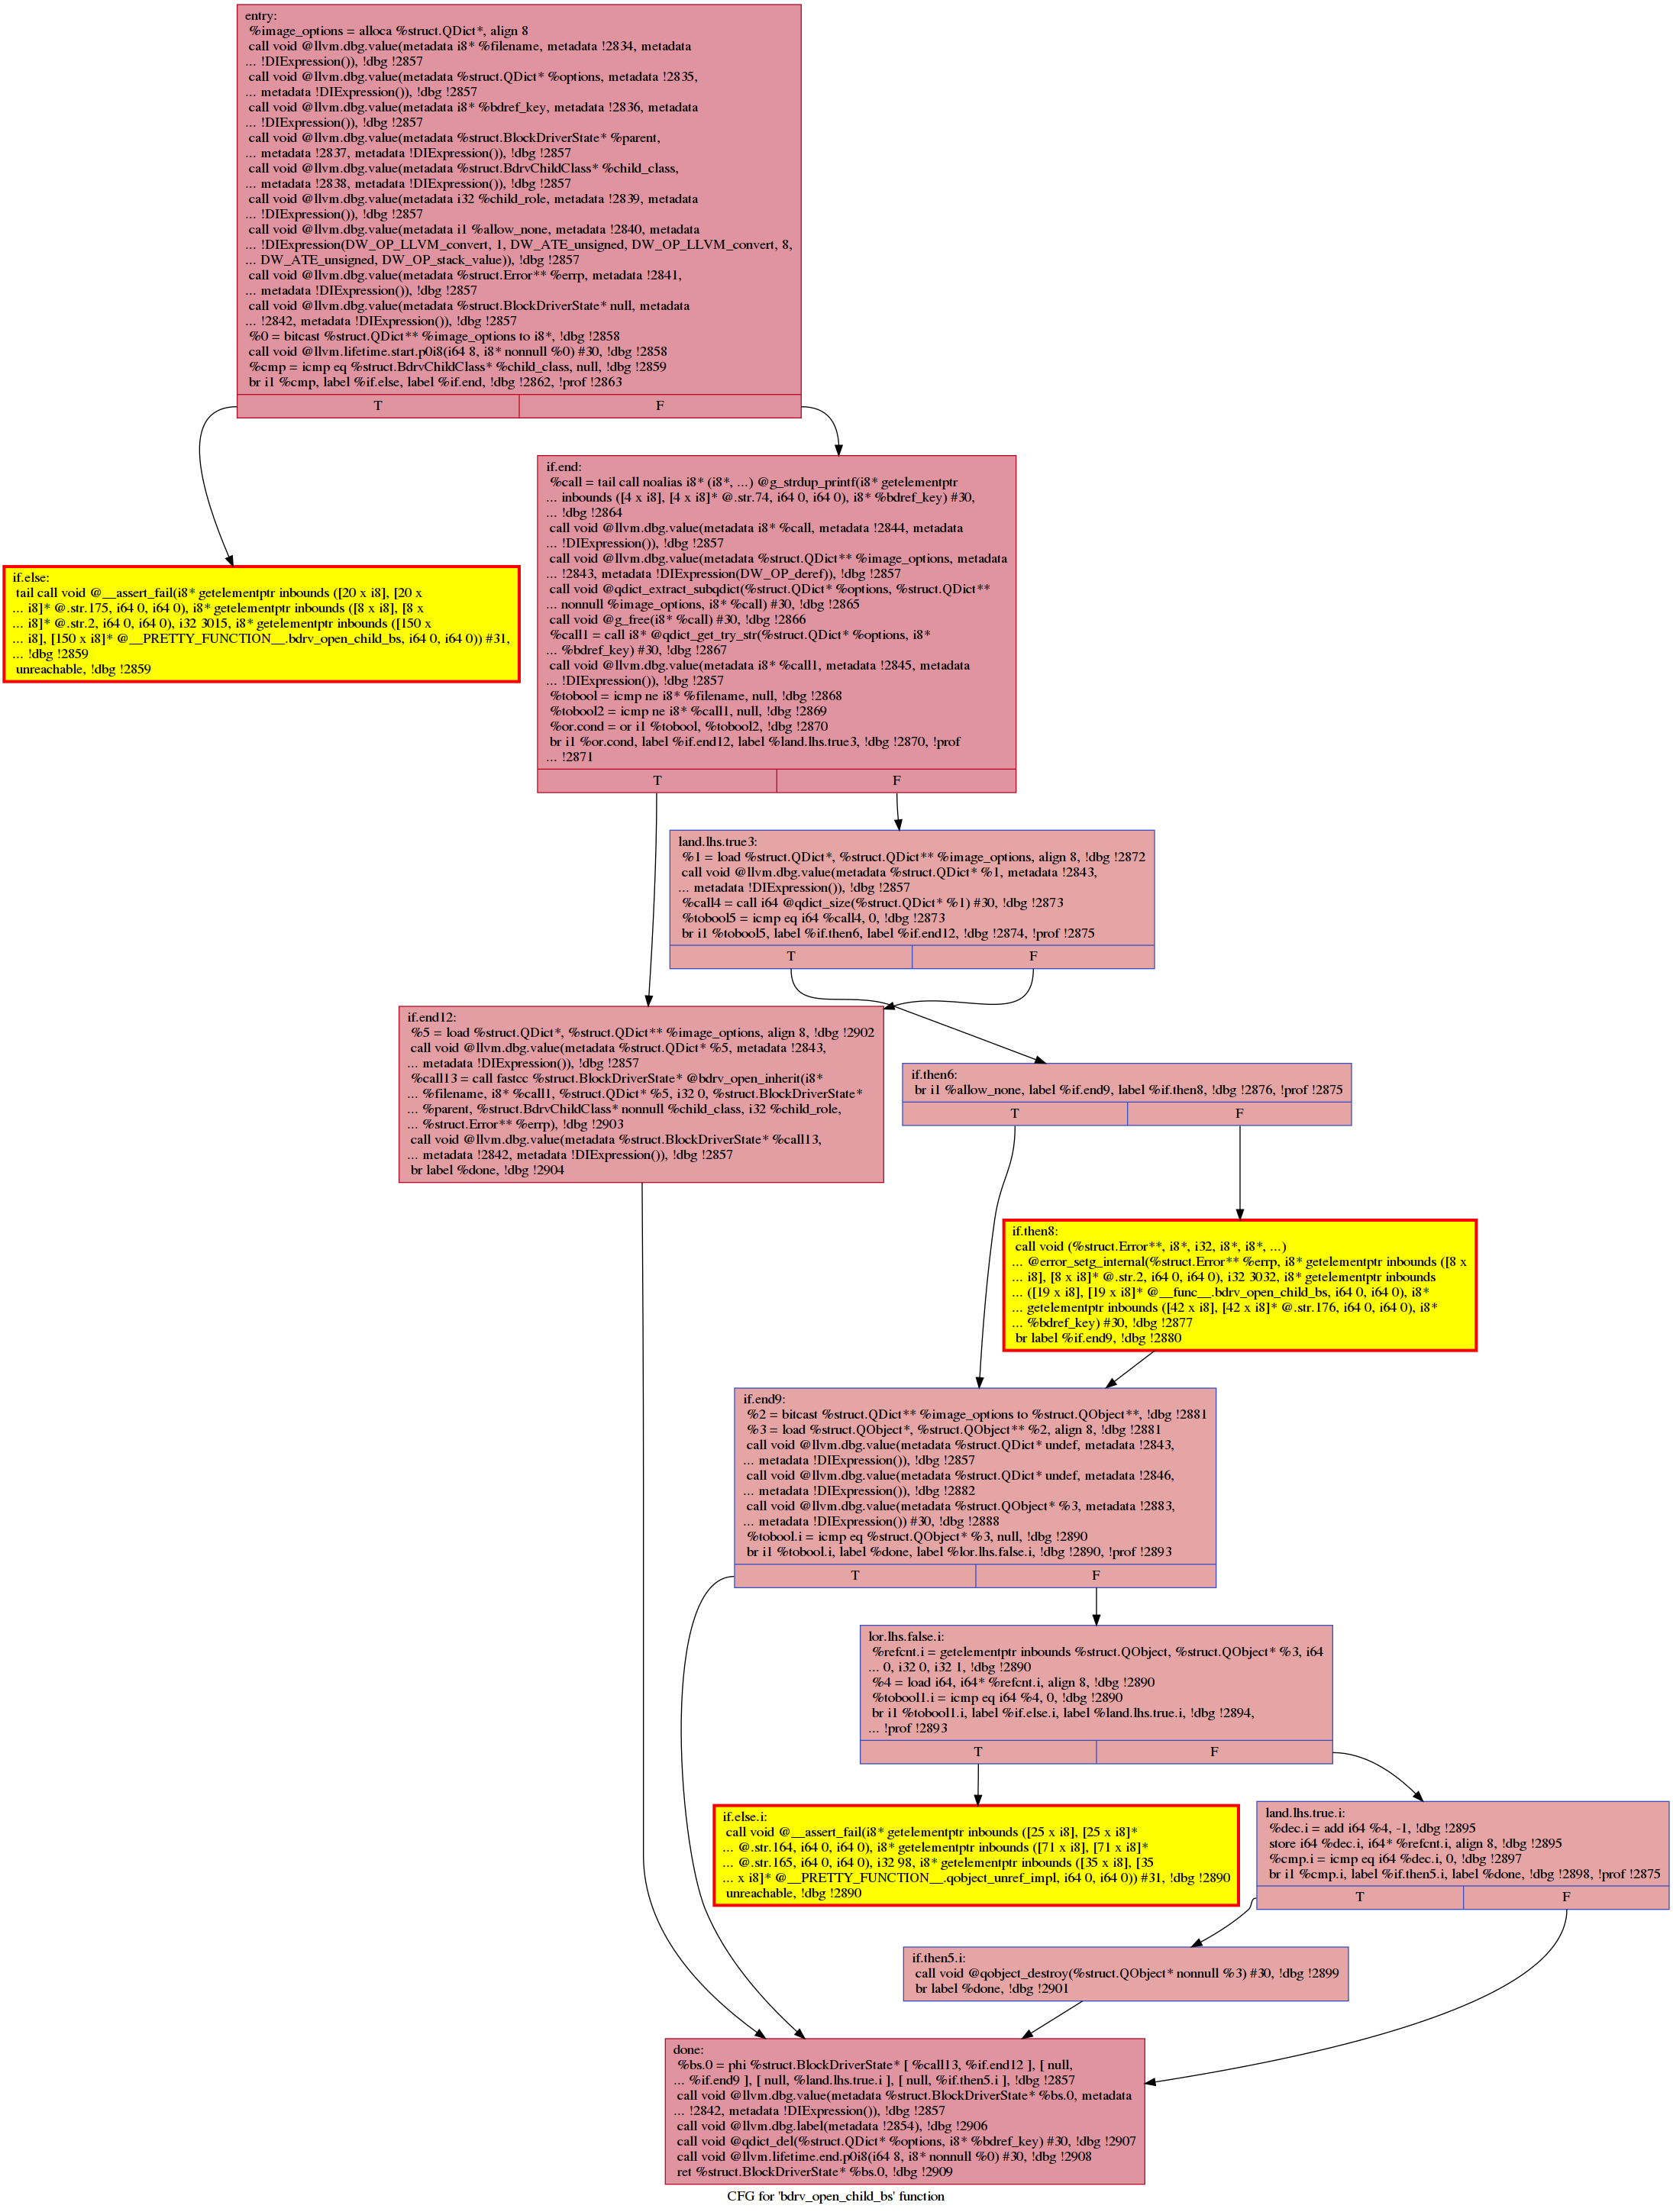 entry:
%image_options = alloca %struct.QDict*, align 8
call void @llvm.dbg.value(metadata i8* %filename, metadata !2834, metadata
... !DIExpression()), !dbg !2857
call void @llvm.dbg.value(metadata %struct.QDict* %options, metadata !2835,
... metadata !DIExpression()), !dbg !2857
call void @llvm.dbg.value(metadata i8* %bdref_key, metadata !2836, metadata
... !DIExpression()), !dbg !2857
call void @llvm.dbg.value(metadata %struct.BlockDriverState* %parent,
... metadata !2837, metadata !DIExpression()), !dbg !2857
call void @llvm.dbg.value(metadata %struct.BdrvChildClass* %child_class,
... metadata !2838, metadata !DIExpression()), !dbg !2857
call void @llvm.dbg.value(metadata i32 %child_role, metadata !2839, metadata
... !DIExpression()), !dbg !2857
call void @llvm.dbg.value(metadata i1 %allow_none, metadata !2840, metadata
... !DIExpression(DW_OP_LLVM_convert, 1, DW_ATE_unsigned, DW_OP_LLVM_convert, 8,
... DW_ATE_unsigned, DW_OP_stack_value)), !dbg !2857
call void @llvm.dbg.value(metadata %struct.Error** %errp, metadata !2841,
... metadata !DIExpression()), !dbg !2857
call void @llvm.dbg.value(metadata %struct.BlockDriverState* null, metadata
... !2842, metadata !DIExpression()), !dbg !2857
%0 = bitcast %struct.QDict** %image_options to i8*, !dbg !2858
call void @llvm.lifetime.start.p0i8(i64 8, i8* nonnull %0) #30, !dbg !2858
%cmp = icmp eq %struct.BdrvChildClass* %child_class, null, !dbg !2859
br i1 %cmp, label %if.else, label %if.end, !dbg !2862, !prof !2863
T F
if.end:
%call = tail call noalias i8* (i8*, ...) @g_strdup_printf(i8* getelementptr
... inbounds ([4 x i8], [4 x i8]* @.str.74, i64 0, i64 0), i8* %bdref_key) #30,
... !dbg !2864
call void @llvm.dbg.value(metadata i8* %call, metadata !2844, metadata
... !DIExpression()), !dbg !2857
call void @llvm.dbg.value(metadata %struct.QDict** %image_options, metadata
... !2843, metadata !DIExpression(DW_OP_deref)), !dbg !2857
call void @qdict_extract_subqdict(%struct.QDict* %options, %struct.QDict**
... nonnull %image_options, i8* %call) #30, !dbg !2865
call void @g_free(i8* %call) #30, !dbg !2866
%call1 = call i8* @qdict_get_try_str(%struct.QDict* %options, i8*
... %bdref_key) #30, !dbg !2867
call void @llvm.dbg.value(metadata i8* %call1, metadata !2845, metadata
... !DIExpression()), !dbg !2857
%tobool = icmp ne i8* %filename, null, !dbg !2868
%tobool2 = icmp ne i8* %call1, null, !dbg !2869
%or.cond = or i1 %tobool, %tobool2, !dbg !2870
br i1 %or.cond, label %if.end12, label %land.lhs.true3, !dbg !2870, !prof
... !2871
T F
if.else:
tail call void @__assert_fail(i8* getelementptr inbounds ([20 x i8], [20 x
... i8]* @.str.175, i64 0, i64 0), i8* getelementptr inbounds ([8 x i8], [8 x
... i8]* @.str.2, i64 0, i64 0), i32 3015, i8* getelementptr inbounds ([150 x
... i8], [150 x i8]* @__PRETTY_FUNCTION__.bdrv_open_child_bs, i64 0, i64 0)) #31,
... !dbg !2859
unreachable, !dbg !2859
land.lhs.true3:
%1 = load %struct.QDict*, %struct.QDict** %image_options, align 8, !dbg !2872
call void @llvm.dbg.value(metadata %struct.QDict* %1, metadata !2843,
... metadata !DIExpression()), !dbg !2857
%call4 = call i64 @qdict_size(%struct.QDict* %1) #30, !dbg !2873
%tobool5 = icmp eq i64 %call4, 0, !dbg !2873
br i1 %tobool5, label %if.then6, label %if.end12, !dbg !2874, !prof !2875
T F
if.end12:
%5 = load %struct.QDict*, %struct.QDict** %image_options, align 8, !dbg !2902
call void @llvm.dbg.value(metadata %struct.QDict* %5, metadata !2843,
... metadata !DIExpression()), !dbg !2857
%call13 = call fastcc %struct.BlockDriverState* @bdrv_open_inherit(i8*
... %filename, i8* %call1, %struct.QDict* %5, i32 0, %struct.BlockDriverState*
... %parent, %struct.BdrvChildClass* nonnull %child_class, i32 %child_role,
... %struct.Error** %errp), !dbg !2903
call void @llvm.dbg.value(metadata %struct.BlockDriverState* %call13,
... metadata !2842, metadata !DIExpression()), !dbg !2857
br label %done, !dbg !2904
if.then6:
br i1 %allow_none, label %if.end9, label %if.then8, !dbg !2876, !prof !2875
T F
if.then8:
call void (%struct.Error**, i8*, i32, i8*, i8*, ...)
... @error_setg_internal(%struct.Error** %errp, i8* getelementptr inbounds ([8 x
... i8], [8 x i8]* @.str.2, i64 0, i64 0), i32 3032, i8* getelementptr inbounds
... ([19 x i8], [19 x i8]* @__func__.bdrv_open_child_bs, i64 0, i64 0), i8*
... getelementptr inbounds ([42 x i8], [42 x i8]* @.str.176, i64 0, i64 0), i8*
... %bdref_key) #30, !dbg !2877
br label %if.end9, !dbg !2880
if.end9:
%2 = bitcast %struct.QDict** %image_options to %struct.QObject**, !dbg !2881
%3 = load %struct.QObject*, %struct.QObject** %2, align 8, !dbg !2881
call void @llvm.dbg.value(metadata %struct.QDict* undef, metadata !2843,
... metadata !DIExpression()), !dbg !2857
call void @llvm.dbg.value(metadata %struct.QDict* undef, metadata !2846,
... metadata !DIExpression()), !dbg !2882
call void @llvm.dbg.value(metadata %struct.QObject* %3, metadata !2883,
... metadata !DIExpression()) #30, !dbg !2888
%tobool.i = icmp eq %struct.QObject* %3, null, !dbg !2890
br i1 %tobool.i, label %done, label %lor.lhs.false.i, !dbg !2890, !prof !2893
T F
lor.lhs.false.i:
%refcnt.i = getelementptr inbounds %struct.QObject, %struct.QObject* %3, i64
... 0, i32 0, i32 1, !dbg !2890
%4 = load i64, i64* %refcnt.i, align 8, !dbg !2890
%tobool1.i = icmp eq i64 %4, 0, !dbg !2890
br i1 %tobool1.i, label %if.else.i, label %land.lhs.true.i, !dbg !2894,
... !prof !2893
T F
if.else.i:
call void @__assert_fail(i8* getelementptr inbounds ([25 x i8], [25 x i8]*
... @.str.164, i64 0, i64 0), i8* getelementptr inbounds ([71 x i8], [71 x i8]*
... @.str.165, i64 0, i64 0), i32 98, i8* getelementptr inbounds ([35 x i8], [35
... x i8]* @__PRETTY_FUNCTION__.qobject_unref_impl, i64 0, i64 0)) #31, !dbg !2890
unreachable, !dbg !2890
land.lhs.true.i:
%dec.i = add i64 %4, -1, !dbg !2895
store i64 %dec.i, i64* %refcnt.i, align 8, !dbg !2895
%cmp.i = icmp eq i64 %dec.i, 0, !dbg !2897
br i1 %cmp.i, label %if.then5.i, label %done, !dbg !2898, !prof !2875
T F
if.then5.i:
call void @qobject_destroy(%struct.QObject* nonnull %3) #30, !dbg !2899
br label %done, !dbg !2901
done:
%bs.0 = phi %struct.BlockDriverState* [ %call13, %if.end12 ], [ null,
... %if.end9 ], [ null, %land.lhs.true.i ], [ null, %if.then5.i ], !dbg !2857
call void @llvm.dbg.value(metadata %struct.BlockDriverState* %bs.0, metadata
... !2842, metadata !DIExpression()), !dbg !2857
call void @llvm.dbg.label(metadata !2854), !dbg !2906
call void @qdict_del(%struct.QDict* %options, i8* %bdref_key) #30, !dbg !2907
call void @llvm.lifetime.end.p0i8(i64 8, i8* nonnull %0) #30, !dbg !2908
ret %struct.BlockDriverState* %bs.0, !dbg !2909
CFG for 'bdrv_open_child_bs' function